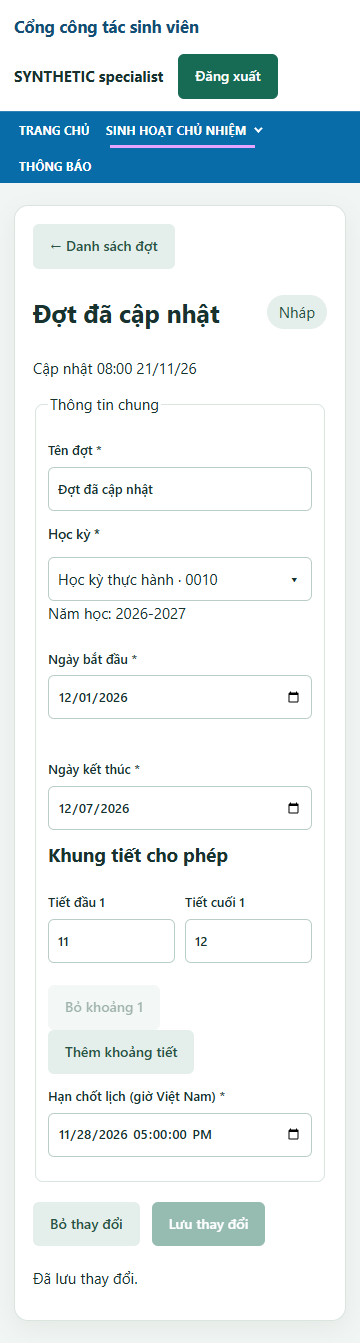 Cổng công tác sinh viên
SYNTHETIC specialist
Đăng xuất
TRANG CHỦ
SINH HOẠT CHỦ NHIỆM
THÔNG BÁO
← Danh sách đợt
Đợt đã cập nhật
Nháp
Cập nhật 08:00 21/11/26
Thông tin chung
Tên đợt *
Đợt đã cập nhật
Học kỳ *
Học kỳ thực hành · 0010
Năm học: 2026-2027
Ngày bắt đầu *
12/01/2026
Ngày kết thúc *
12/07/2026
Khung tiết cho phép
Tiết đầu 1
Tiết cuối 1
11
12
Bỏ khoảng 1
Thêm khoảng tiết
Hạn chốt lịch (giờ Việt Nam) *
11/28/2026 05:00:00 PM
Bỏ thay đổi
Lưu thay đổi
Đã lưu thay đổi.